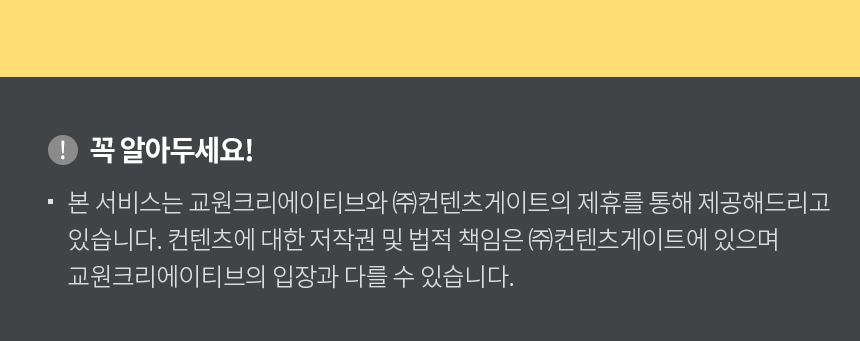 ! 꼭 알아두세요!
▪ 본 서비스는 교원크리에이티브와 ㈜컨텐츠게이트의 제휴를 통해 제공해드리고
있습니다. 컨텐츠에 대한 저작권 및 법적 책임은 ㈜컨텐츠게이트에 있으며
교원크리에이티브의 입장과 다를 수 있습니다.